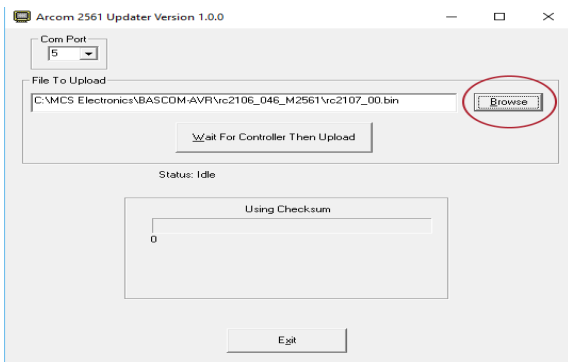 Arcom 2561 Updater Version 1.0.0
Com Port
5
File To Upload
C:\MCS Electronics\BASCOM-AVR\rc2106_046_M2561\rc2107_00.bin
Browse
Wait For Controller Then Upload
Status: Idle
Using Checksum
0
Exit